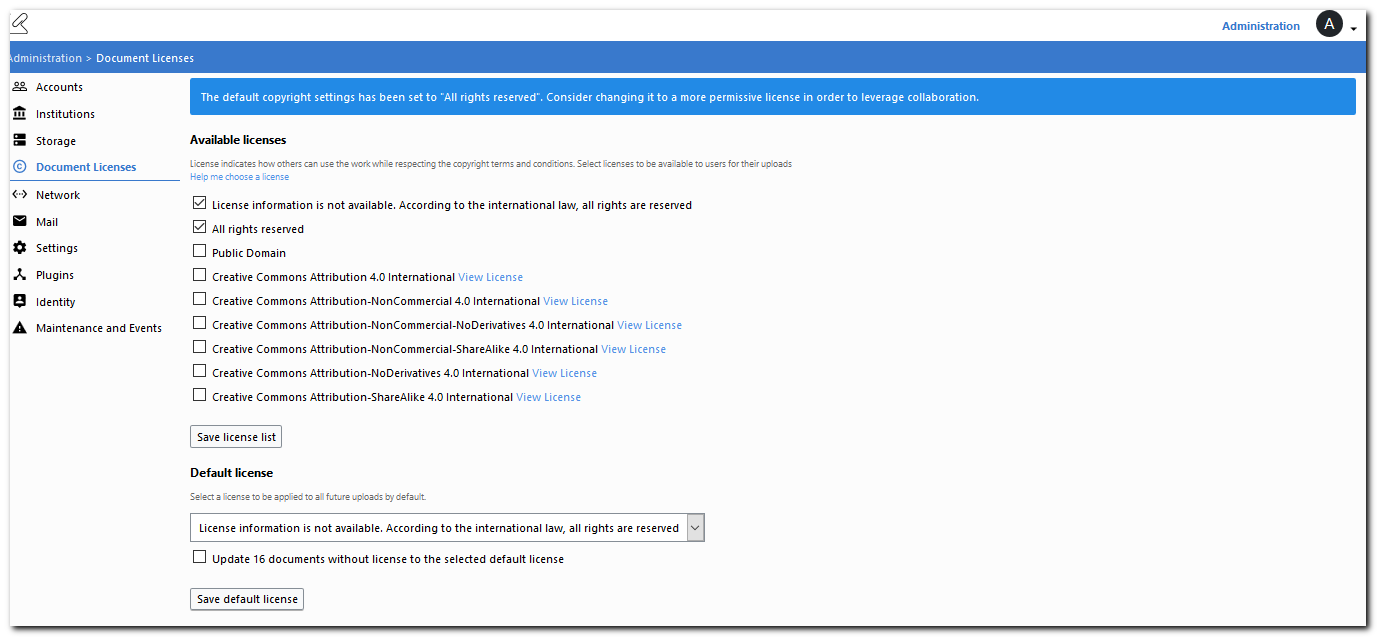 Administration
A
Administration > Document Licenses
Accounts
Institutions
Storage
Document Licenses
Network
Mail
Settings
Plugins
Identity
Maintenance and Events
The default copyright settings has been set to "All rights reserved". Consider changing it to a more permissive license in order to leverage collaboration.
Available licenses
License indicates how others can use the work while respecting the copyright terms and conditions. Select licenses to be available to users for their uploads
Help me choose a license
License information is not available. According to the international law, all rights are reserved
All rights reserved
Public Domain
Creative Commons Attribution 4.0 International View License
Creative Commons Attribution-NonCommercial 4.0 International View License
Creative Commons Attribution-NonCommercial-NoDerivatives 4.0 International View License
Creative Commons Attribution-NonCommercial-ShareAlike 4.0 International View License
Creative Commons Attribution-NoDerivatives 4.0 International View License
Creative Commons Attribution-ShareAlike 4.0 International View License
Save license list
Default license
Select a license to be applied to all future uploads by default.
License information is not available. According to the international law, all rights are reserved
Update 16 documents without license to the selected default license
Save default license